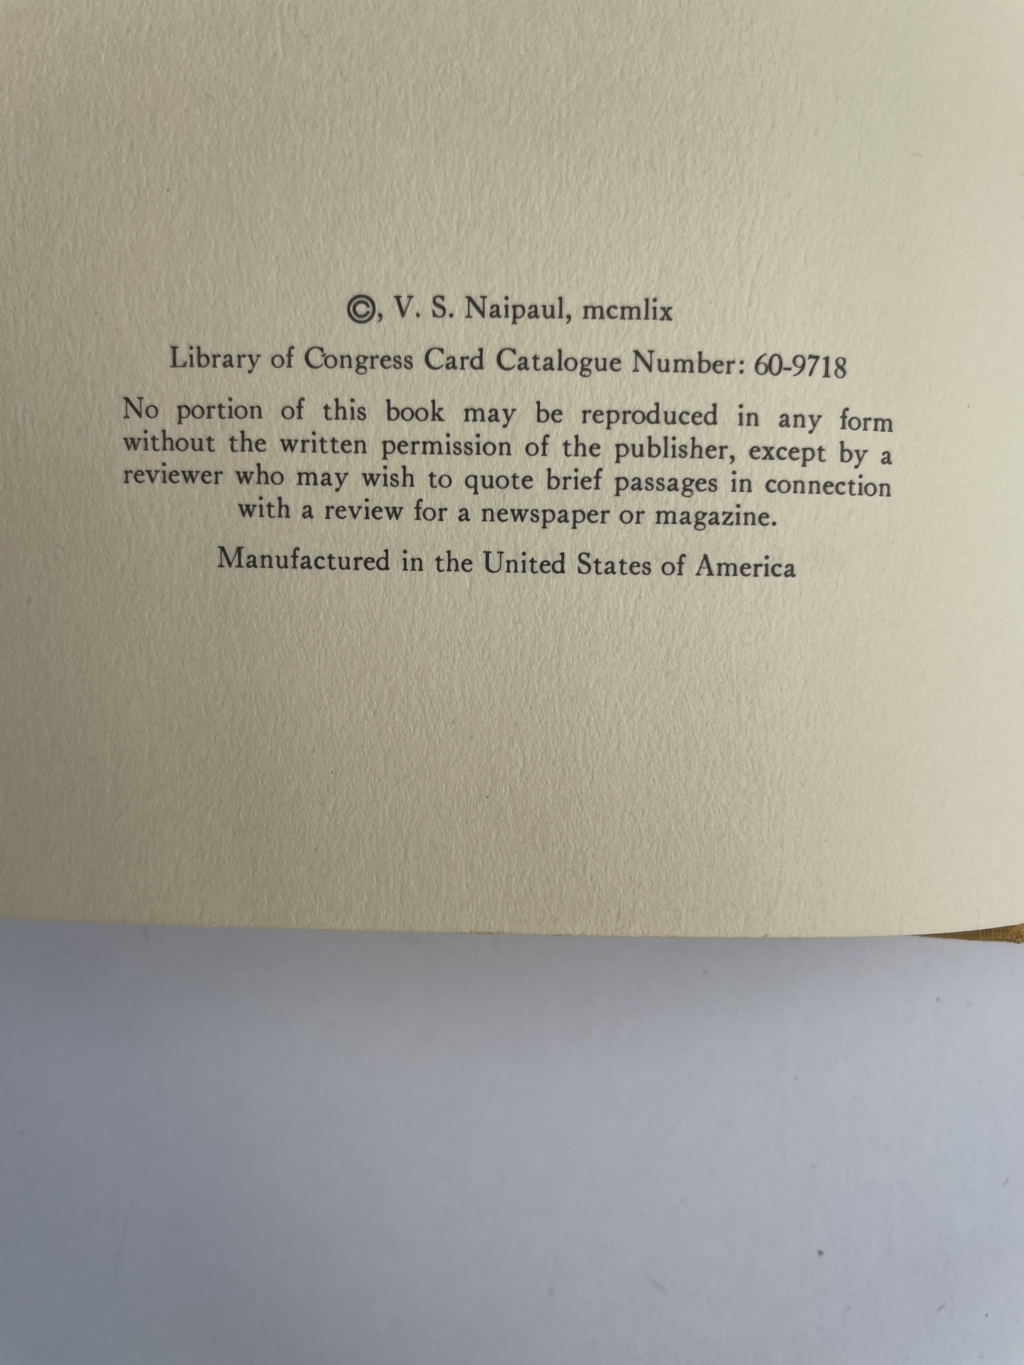 ©, V. S. Naipaul, mcmlix
Library of Congress Card Catalogue Number: 60-9718
No portion of this book may be reproduced in any form
without the written permission of the publisher, except by a
reviewer who may wish to quote brief passages in connection
with a review for a newspaper or magazine.
Manufactured in the United States of America